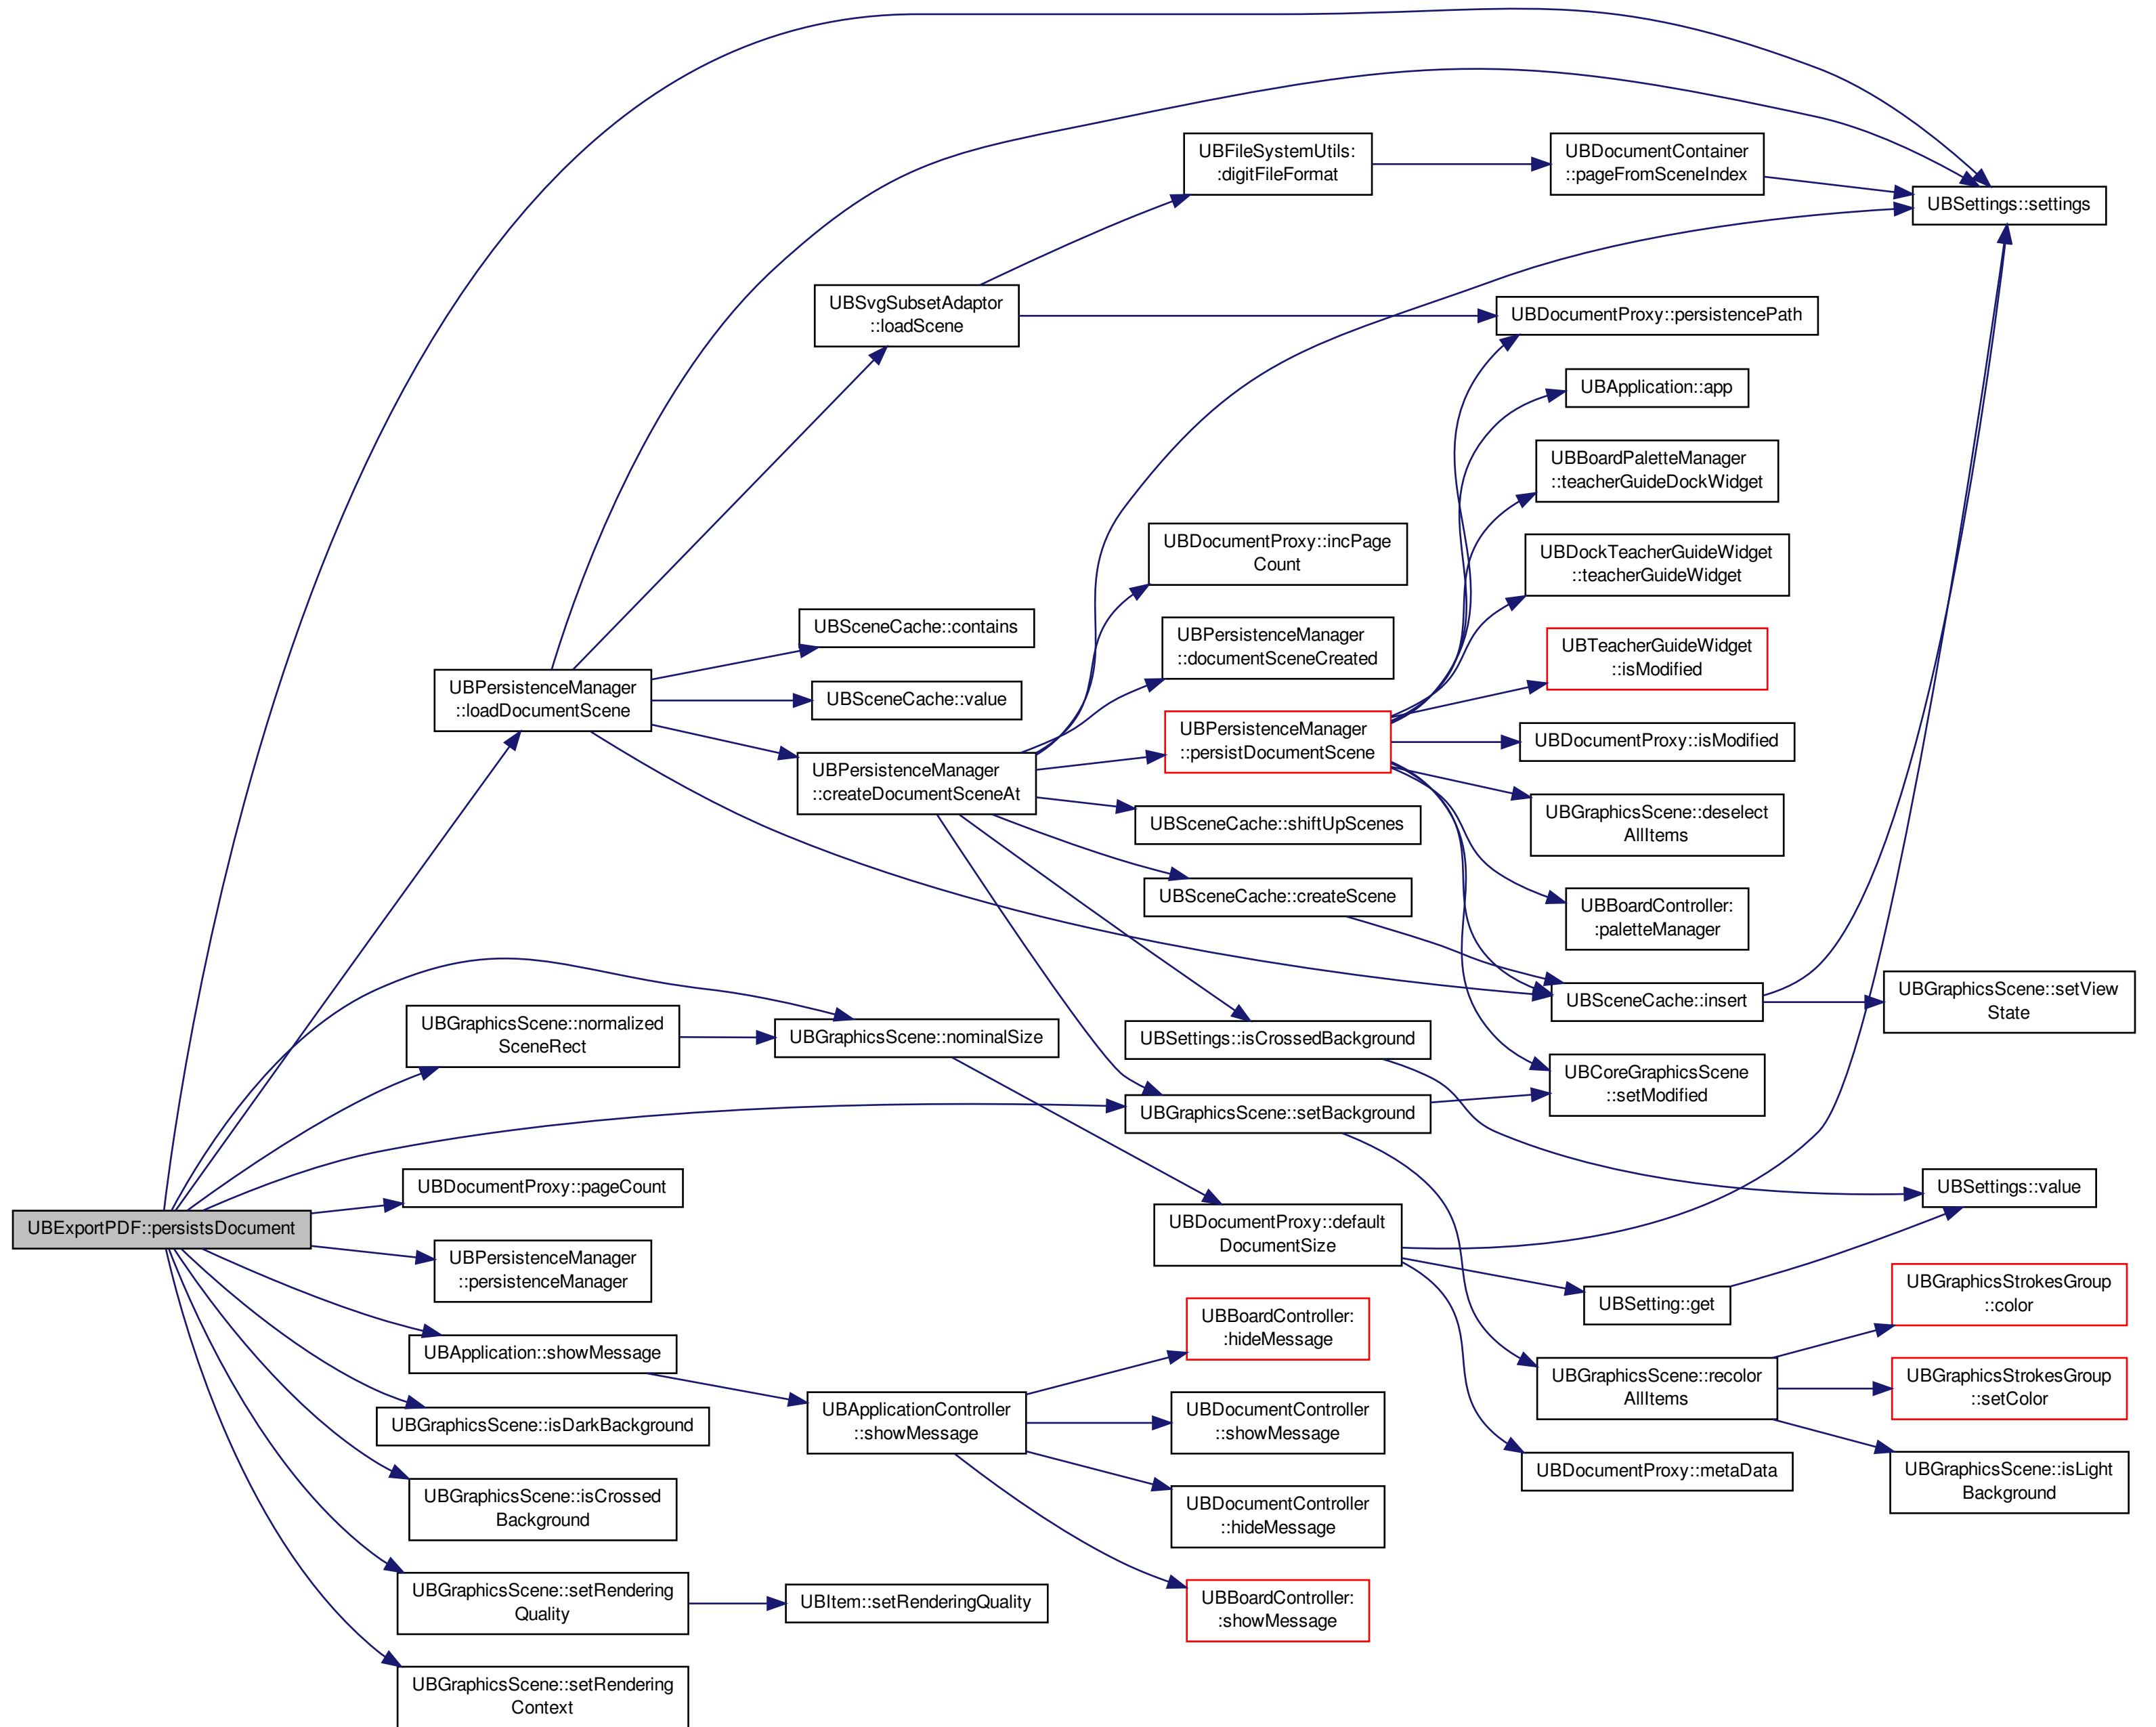 UBFileSystemUtils:
:digitFileFormat
UBDocumentContainer
::pageFromSceneIndex
UBSettings::settings
UBSvgSubsetAdaptor
::loadScene
UBDocumentProxy::persistencePath
UBApplication::app
UBBoardPaletteManager
::teacherGuideDockWidget
UBDocumentProxy::incPage
Count
UBDockTeacherGuideWidget
::teacherGuideWidget
UBSceneCache::contains
UBPersistenceManager
::documentSceneCreated
UBTeacherGuideWidget
::isModified
UBPersistenceManager
::loadDocumentScene
UBSceneCache::value
UBPersistenceManager
::persistDocumentScene
UBDocumentProxy::isModified
UBPersistenceManager
::createDocumentSceneAt
UBSceneCache::shiftUpScenes
UBGraphicsScene::deselect
AllItems
UBSceneCache::createScene
UBBoardController:
:paletteManager
UBSceneCache::insert
UBGraphicsScene::setView
State
UBGraphicsScene::normalized
SceneRect
UBGraphicsScene::nominalSize
UBSettings::isCrossedBackground
UBCoreGraphicsScene
::setModified
UBGraphicsScene::setBackground
UBDocumentProxy::pageCount
UBSettings::value
UBExportPDF::persistsDocument
UBDocumentProxy::default
DocumentSize
UBPersistenceManager
::persistenceManager
UBSetting::get
UBGraphicsStrokesGroup
::color
UBBoardController:
:hideMessage
UBApplication::showMessage
UBGraphicsScene::recolor
AllItems
UBGraphicsStrokesGroup
::setColor
UBGraphicsScene::isDarkBackground
UBApplicationController
::showMessage
UBDocumentController
::showMessage
UBDocumentProxy::metaData
UBGraphicsScene::isLight
Background
UBGraphicsScene::isCrossed
Background
UBDocumentController
::hideMessage
UBGraphicsScene::setRendering
Quality
UBItem::setRenderingQuality
UBBoardController:
:showMessage
UBGraphicsScene::setRendering
Context